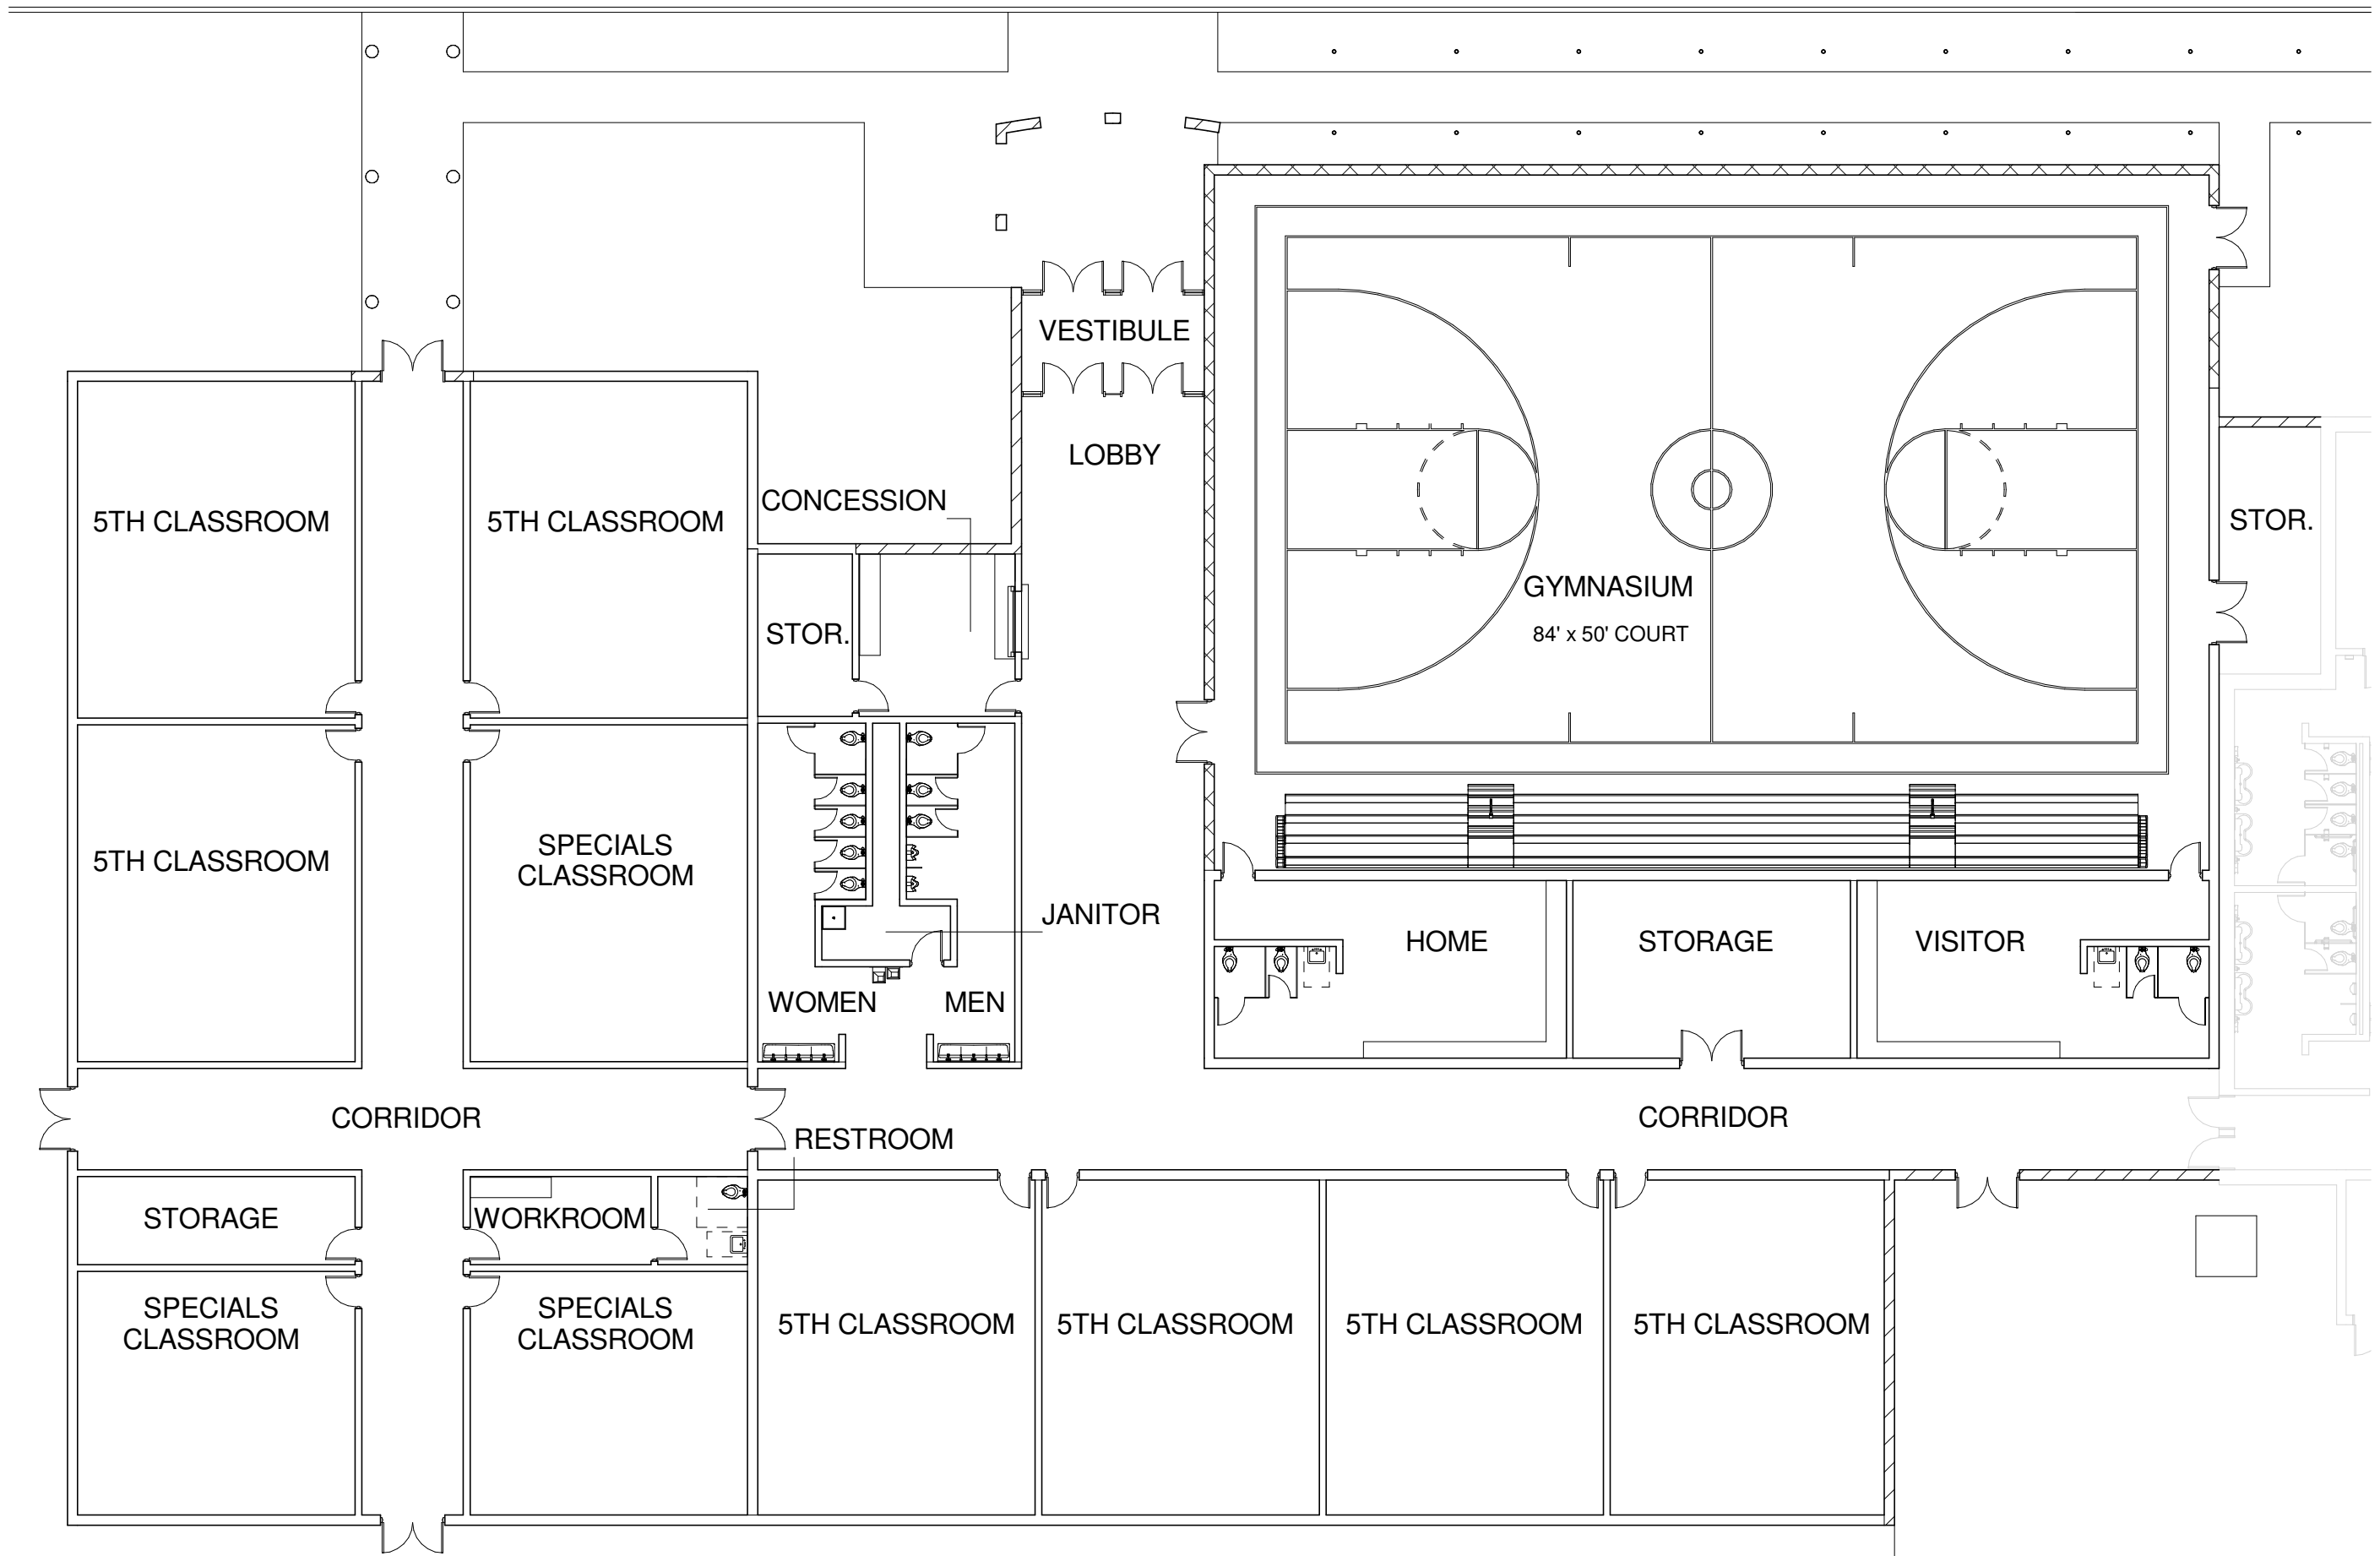 VESTIBULE
LOBBY
CONCESSION
5TH CLASSROOM
5TH CLASSROOM
STOR.
GYMNASIUM
84' x 50' COURT
STOR.
5TH CLASSROOM
SPECIALS
CLASSROOM
JANITOR
HOME
STORAGE
VISITOR
WOMEN
MEN
CORRIDOR
CORRIDOR
RESTROOM
STORAGE
WORKROOM
SPECIALS
CLASSROOM
SPECIALS
CLASSROOM
5TH CLASSROOM
5TH CLASSROOM
5TH CLASSROOM
5TH CLASSROOM